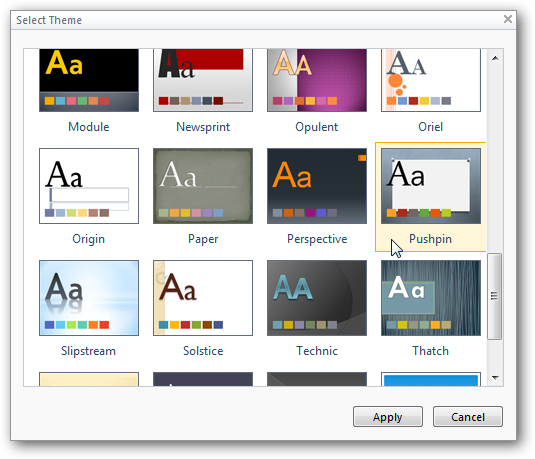 Select Theme
Aa Aa AA AA
Module Newsprint Opulent Oriel
Aa Aa Aa Aa
Origin Paper Perspective Pushpin
Aa Aa AA Aa
Slipstream Solstice Technic Thatch
Apply Cancel